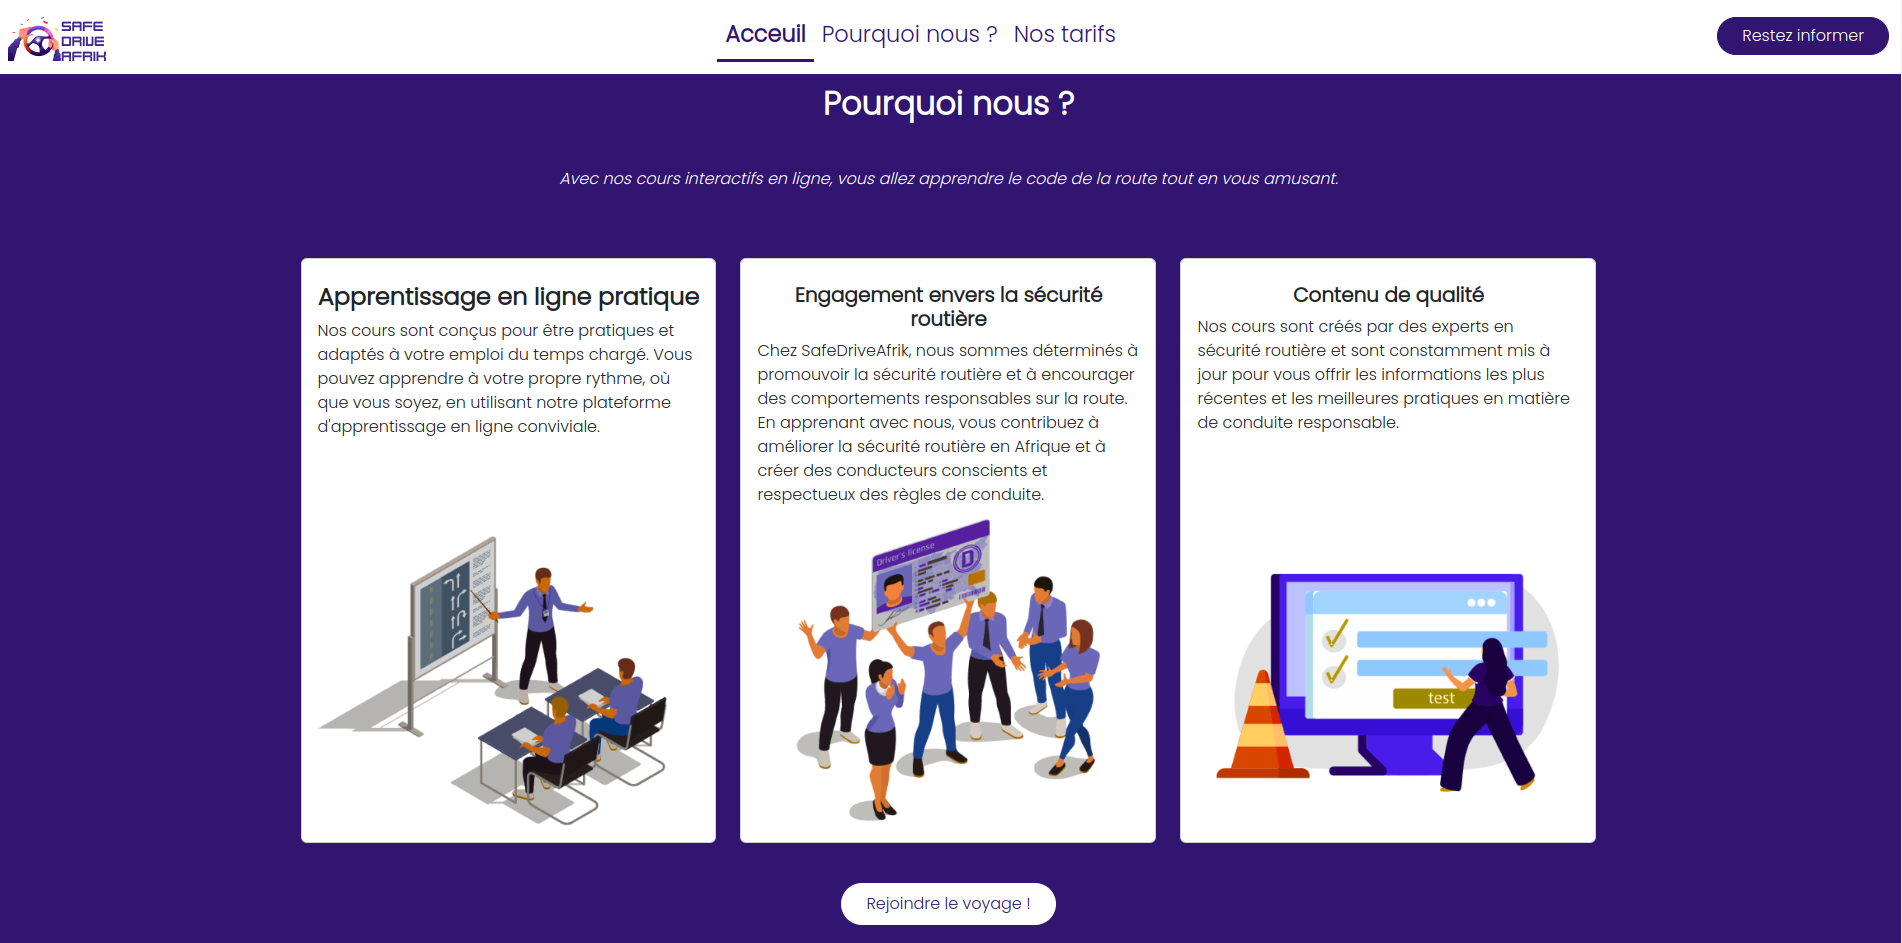 SAFE
DRIVE
AFRIK
Acceuil Pourquoi nous ? Nos tarifs
Restez informer
Pourquoi nous ?
Avec nos cours interactifs en ligne, vous allez apprendre le code de la route tout en vous amusant.
Apprentissage en ligne pratique
Nos cours sont conçus pour être pratiques et
adaptés à votre emploi du temps chargé. Vous
pouvez apprendre à votre propre rythme, où
que vous soyez, en utilisant notre plateforme
d'apprentissage en ligne conviviale.
Engagement envers la sécurité
routière
Chez SafeDriveAfrik, nous sommes déterminés à
promouvoir la sécurité routière et à encourager
des comportements responsables sur la route.
En apprenant avec nous, vous contribuez à
améliorer la sécurité routière en Afrique et à
créer des conducteurs conscients et
respectueux des règles de conduite.
Driver's license
D
Contenu de qualité
Nos cours sont créés par des experts en
sécurité routière et sont constamment mis à
jour pour vous offrir les informations les plus
récentes et les meilleures pratiques en matière
de conduite responsable.
test
Rejoindre le voyage !